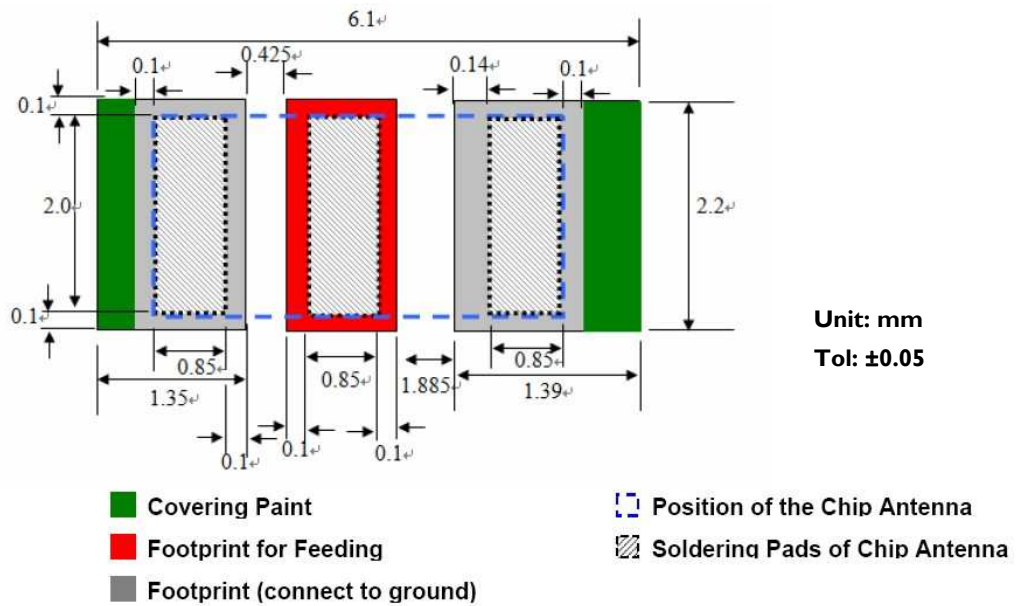 6.1↵
0.425
0.1↵
0.14↵
0.1↵
0.1↵
2.0↵
2.2↵
0.1↵
Unit: mm
Tol: ±0.05
0.85↵
0.85↵
1.885↵
0.85↵
1.35↵
1.39↵
0.1↵
0.1↵
0.1↵
Covering Paint
Position of the Chip Antenna
Footprint for Feeding
Soldering Pads of Chip Antenna
Footprint (connect to ground)